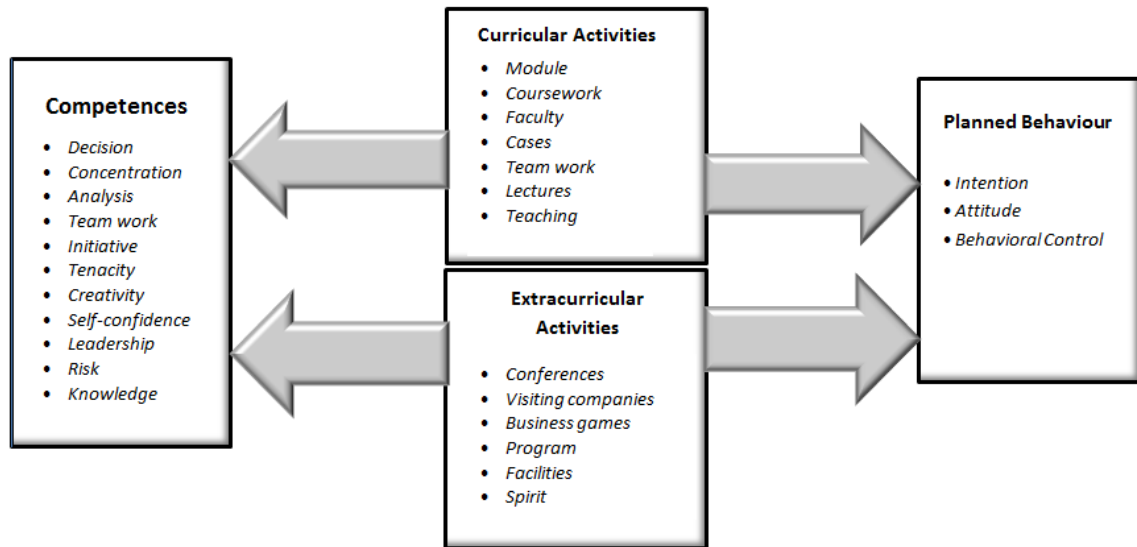 Competences
• Decision
• Concentration
• Analysis
• Team work
• Initiative
• Tenacity
• Creativity
• Self-confidence
• Leadership
• Risk
• Knowledge
Curricular Activities
• Module
• Coursework
• Faculty
• Cases
• Team work
• Lectures
• Teaching
Extracurricular
Activities
• Conferences
• Visiting companies
• Business games
• Program
• Facilities
• Spirit
Planned Behaviour
• Intention
• Attitude
• Behavioral Control